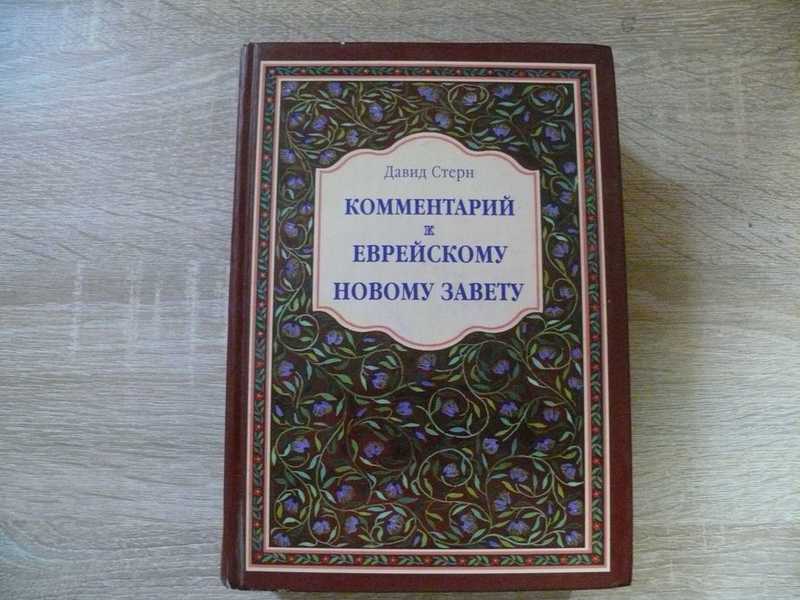 Давид Стерн
КОММЕНТАРИЙ
к
ЕВРЕЙСКОМУ
НОВОМУ ЗАВЕТУ